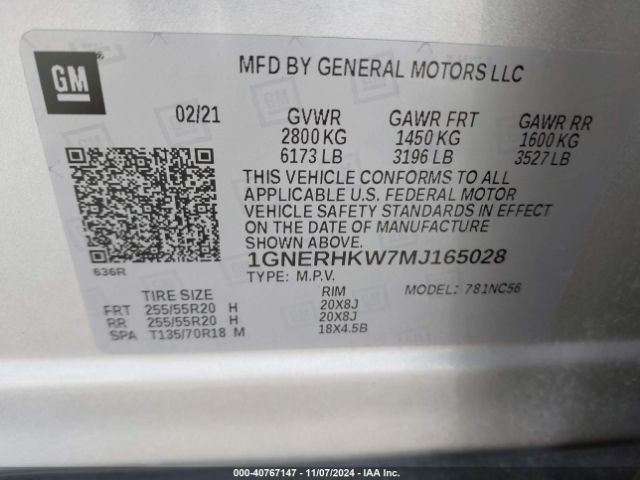 GM
MFD BY GENERAL MOTORS LLC
02/21 GVWR GAWR FRT GAWR RR
2800 KG 1450 KG 1600 KG
6173 LB 3196 LB 3527 LB
THIS VEHICLE CONFORMS TO ALL
APPLICABLE U.S. FEDERAL MOTOR
VEHICLE SAFETY STANDARDS IN EFFECT
ON THE DATE OF MANUFACTURE
SHOWN ABOVE.
636R
1GNERHKW7MJ165028
TYPE: M.P.V. MODEL: 781NC56
TIRE SIZE RIM
FRT 255/55R20 H 20X8J
RR 255/55R20 H 20X8J
SPA T135/70R18 M 18X4.5B
000-40767147 - 11/07/2024 - IAA Inc.